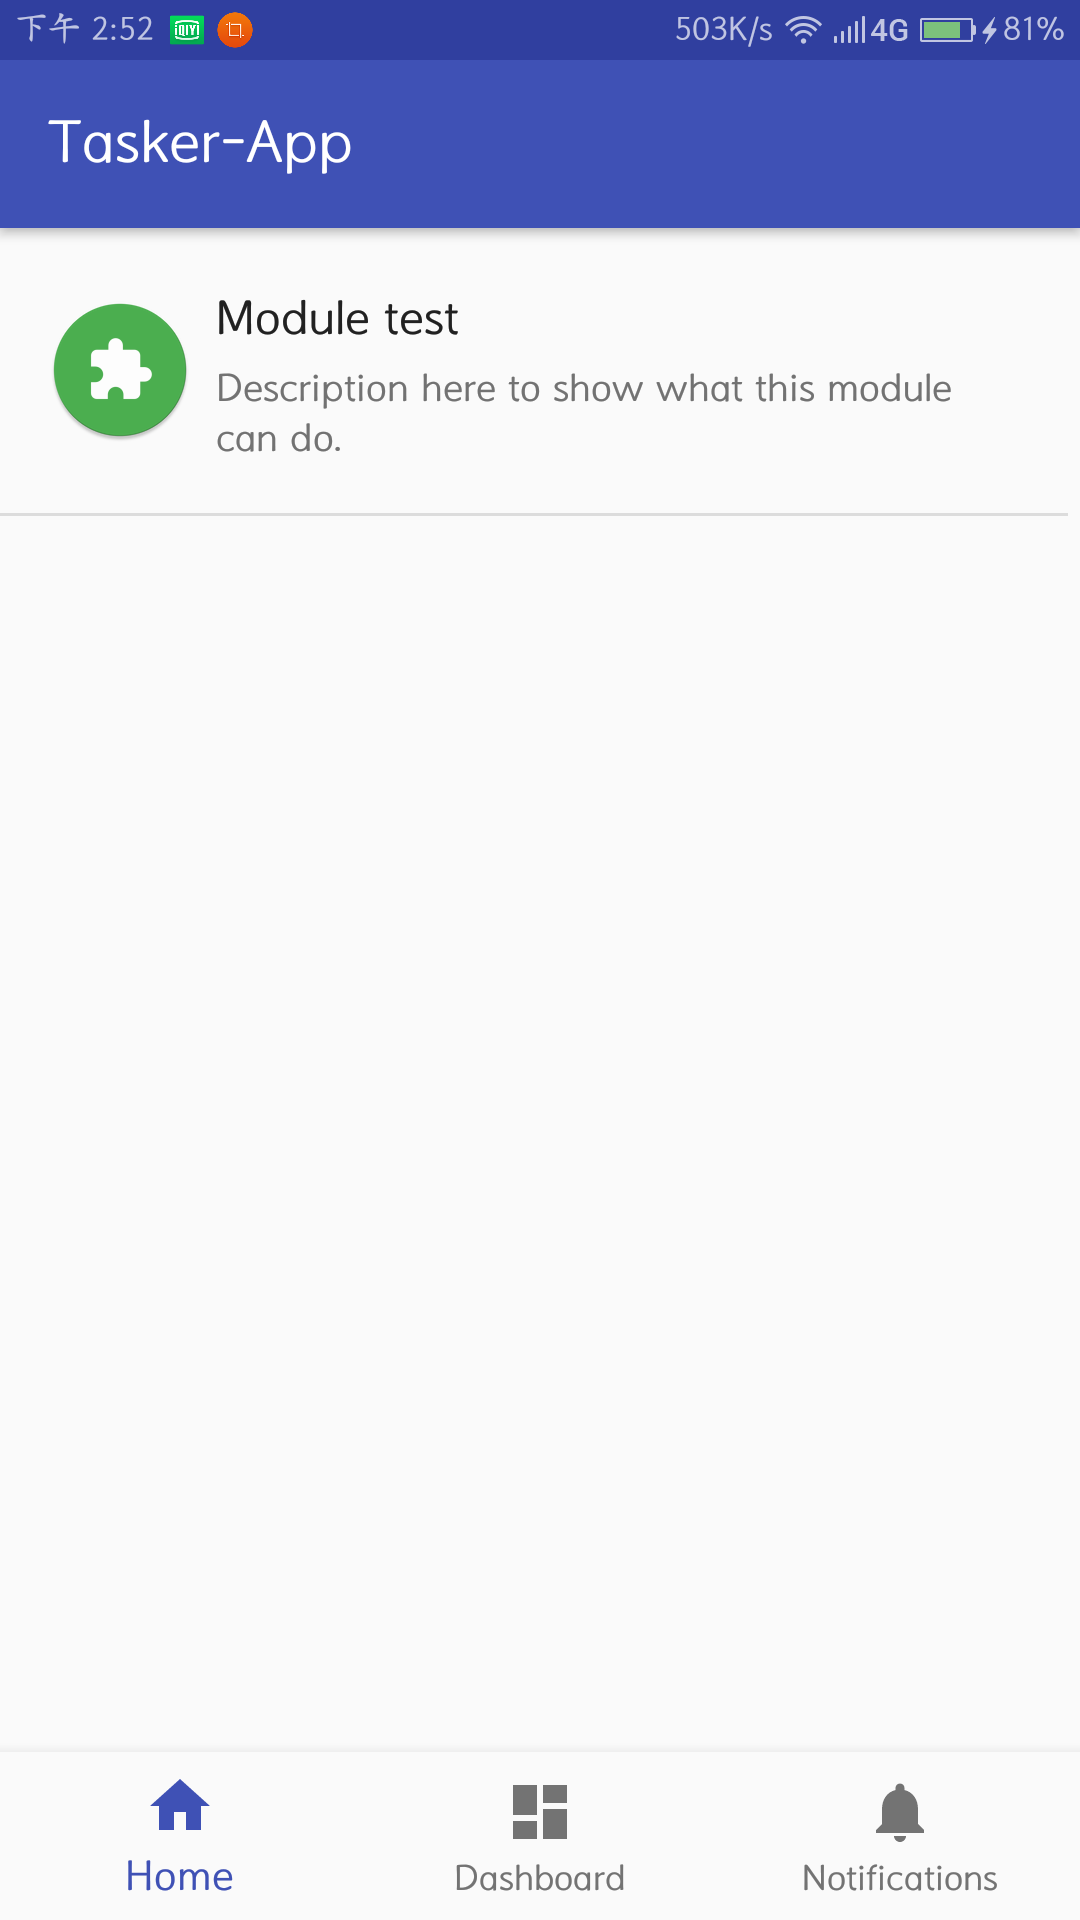 下午 2:52 iQIYI 503K/s 4G 81%
Tasker-App
Module test
Description here to show what this module
can do.
Home Dashboard Notifications